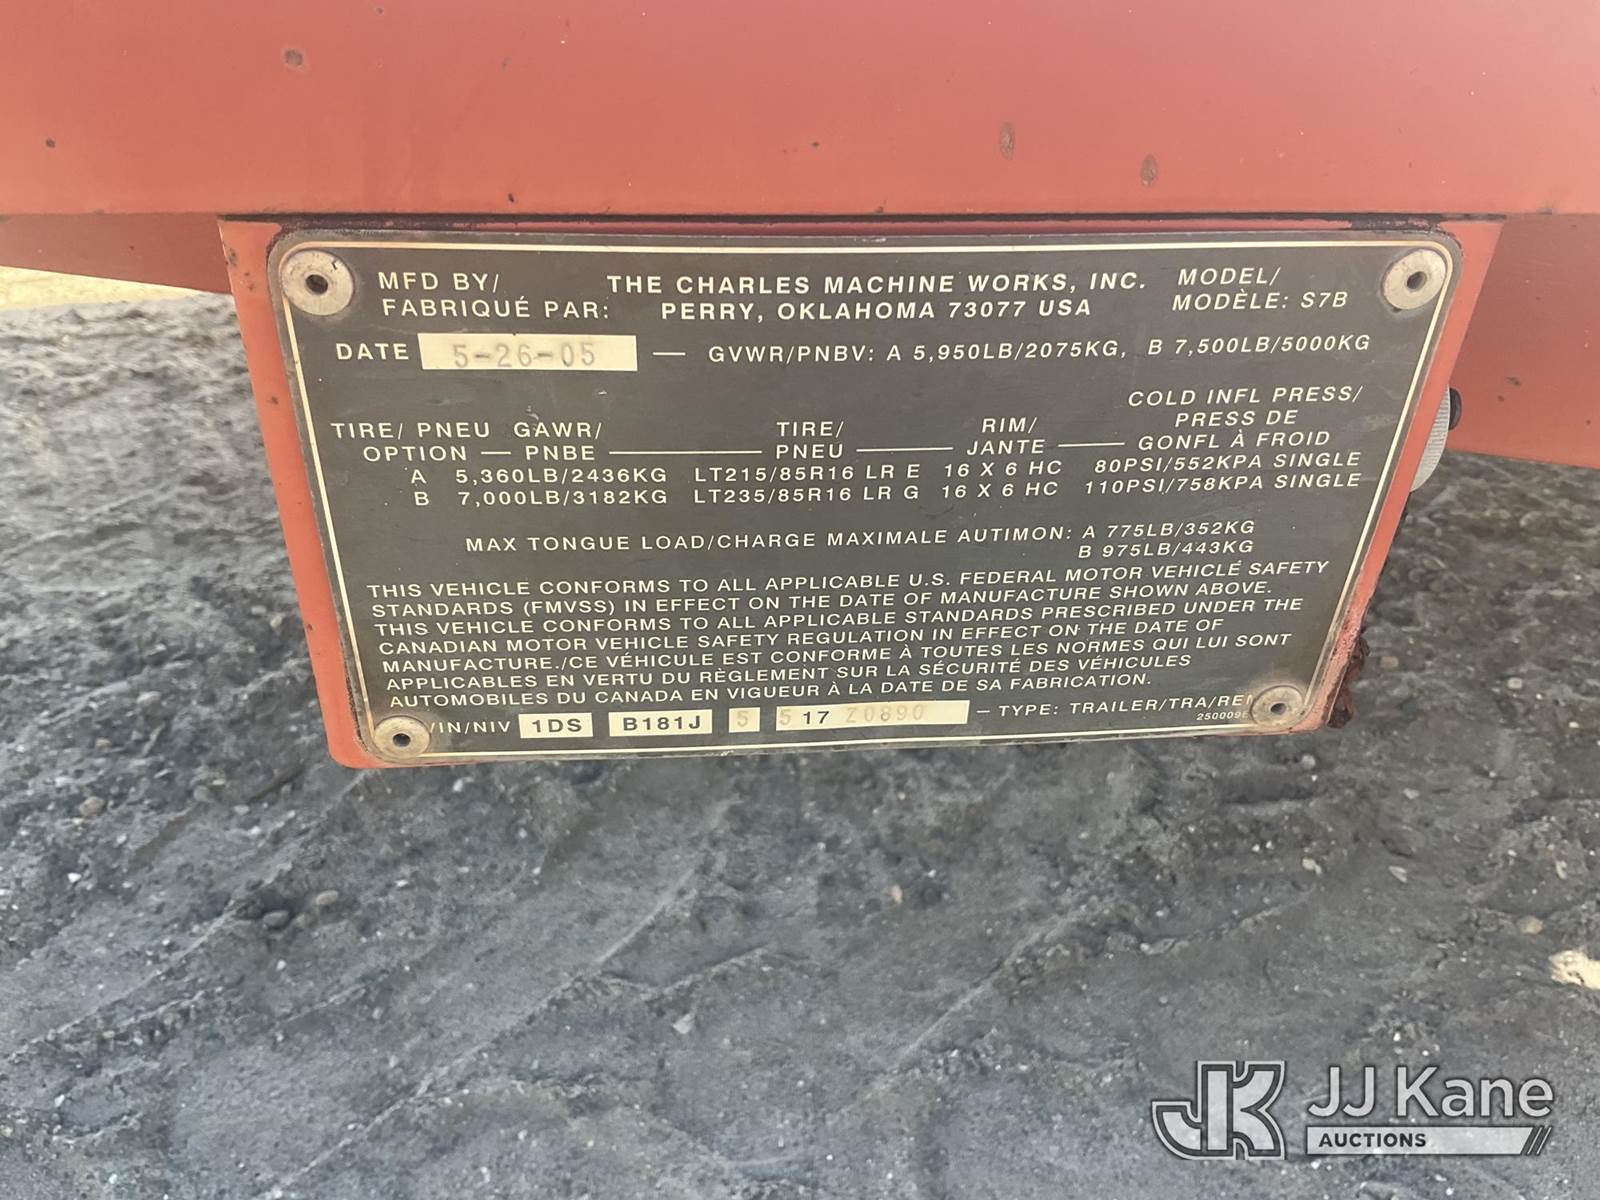 MFD BY/ THE CHARLES MACHINE WORKS, INC. MODEL/
FABRIQUÉ PAR: PERRY, OKLAHOMA 73077 USA MODÈLE: S7B
DATE 5-26-05 — GVWR/PNBV: A 5,950LB/2075KG, B 7,500LB/5000KG
COLD INFL PRESS/
TIRE/ PNEU GAWR/ TIRE/ RIM/ PRESS DE
OPTION — PNBE — PNEU — JANTE — GONFL À FROID
A 5,360LB/2436KG LT215/85R16 LR E 16 X 6 HC 80PSI/552KPA SINGLE
B 7,000LB/3182KG LT235/85R16 LR G 16 X 6 HC 110PSI/758KPA SINGLE
MAX TONGUE LOAD/CHARGE MAXIMALE AUTIMON: A 775LB/352KG
B 975LB/443KG
THIS VEHICLE CONFORMS TO ALL APPLICABLE U.S. FEDERAL MOTOR VEHICLE SAFETY
STANDARDS (FMVSS) IN EFFECT ON THE DATE OF MANUFACTURE SHOWN ABOVE.
THIS VEHICLE CONFORMS TO ALL APPLICABLE STANDARDS PRESCRIBED UNDER THE
CANADIAN MOTOR VEHICLE SAFETY REGULATION IN EFFECT ON THE DATE OF
MANUFACTURE./CE VÉHICULE EST CONFORME À TOUTES LES NORMES QUI LUI SONT
APPLICABLES EN VERTU DU RÈGLEMENT SUR LA SÉCURITÉ DES VÉHICULES
AUTOMOBILES DU CANADA EN VIGUEUR À LA DATE DE SA FABRICATION.
VIN/NIV 1DS B181J 5 517 Z0890 – TYPE: TRAILER/TRA/REM
JK JJ Kane
AUCTIONS